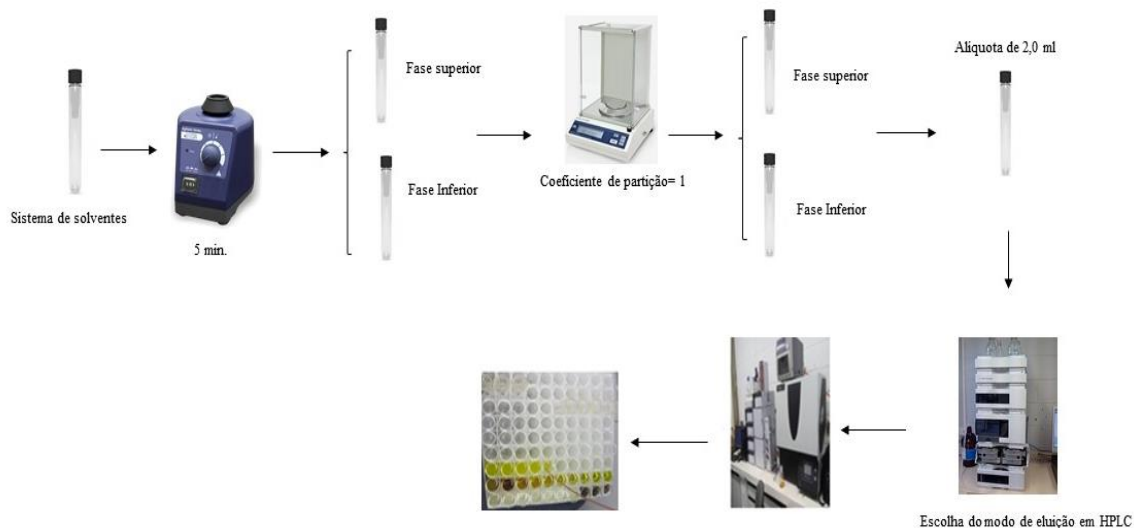 Sistema de solventes
5 min.
Fase superior
Fase Inferior
Coeficiente de partição= 1
Fase superior
Fase Inferior
Aliquota de 2,0 ml
Escolha do modo de eluição em HPLC